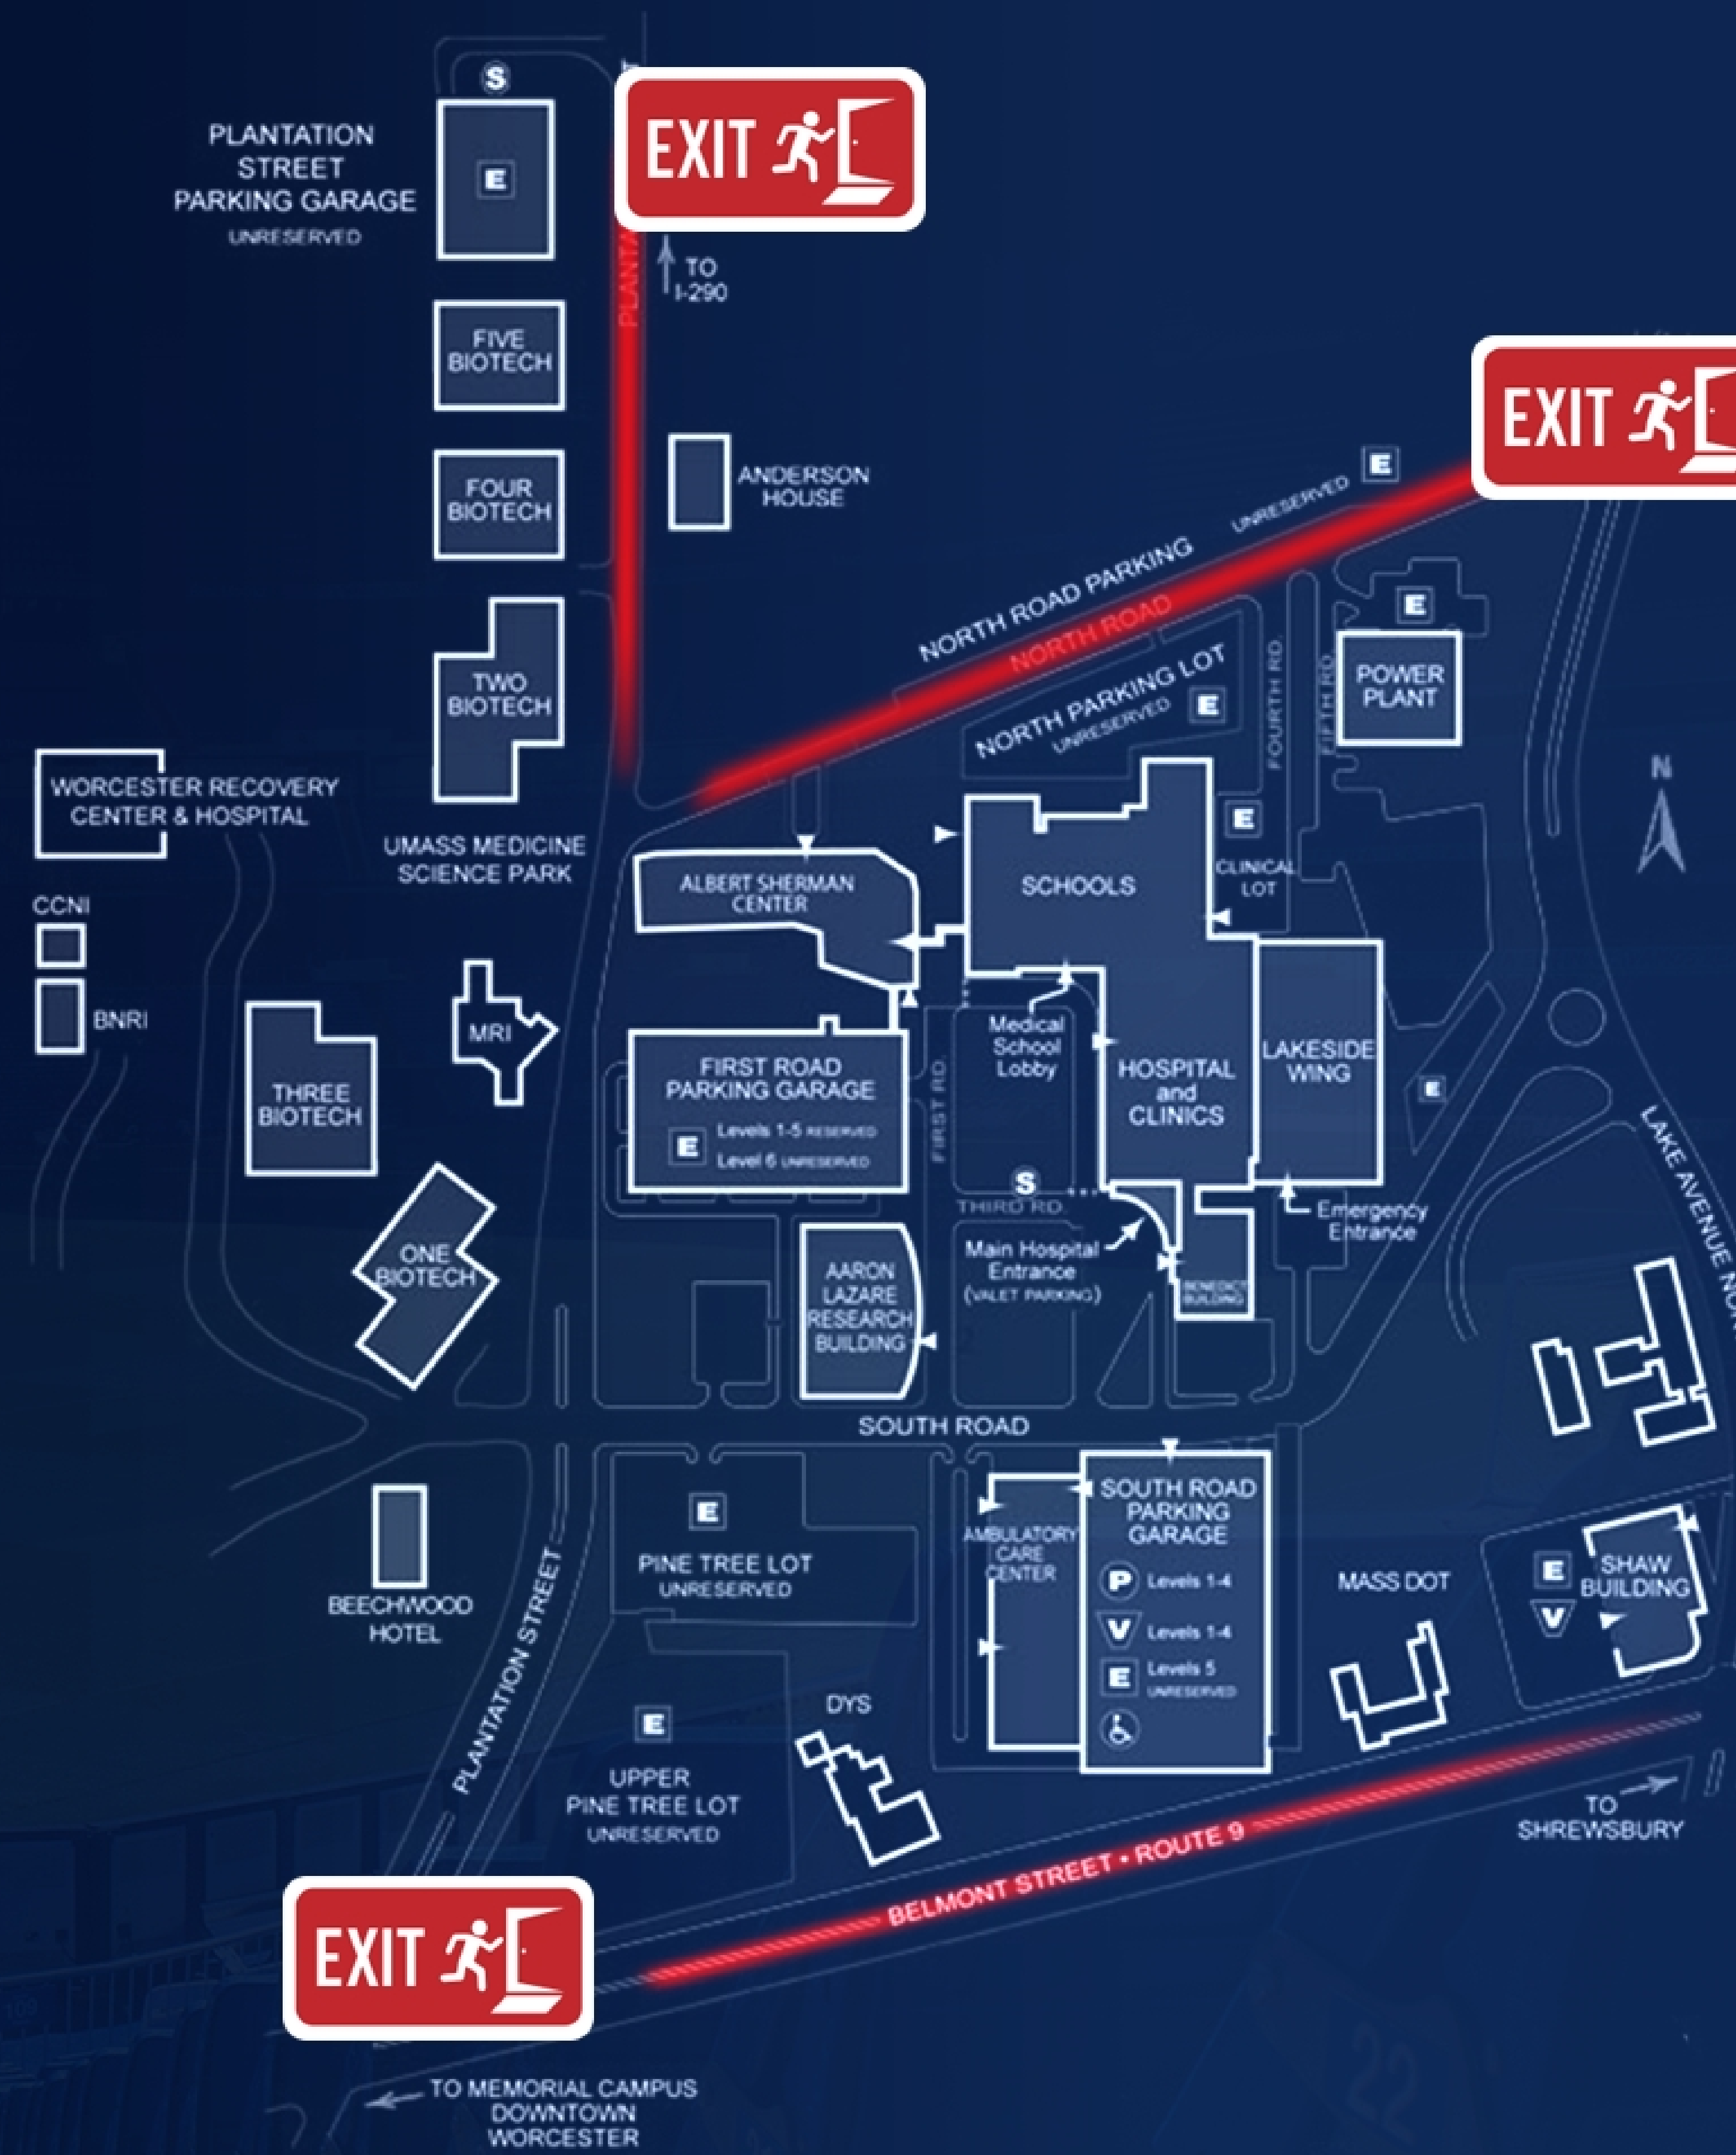 S
PLANTATION
STREET
PARKING GARAGE
UNRESERVED
E
EXIT
TO
I-290
FIVE
BIOTECH
FOUR
BIOTECH
ANDERSON
HOUSE
EXIT
E
UNRESERVED
NORTH ROAD PARKING
NORTH ROAD
NORTH PARKING LOT
UNRESERVED
E
FOURTH RD.
FIFTH RD.
E
POWER
PLANT
TWO
BIOTECH
WORCESTER RECOVERY
CENTER & HOSPITAL
UMASS MEDICINE
SCIENCE PARK
N
CCNI
BNRI
ALBERT SHERMAN
CENTER
SCHOOLS
E
CLINICAL
LOT
MRI
THREE
BIOTECH
FIRST ROAD
PARKING GARAGE
E
Levels 1-5 RESERVED
Level 6 UNRESERVED
FIRST RD.
Medical
School
Lobby
HOSPITAL
and
CLINICS
LAKESIDE
WING
E
LAKE AVENUE
S
THIRD RD.
Main Hospital
Entrance
(VALET PARKING)
Emergency
Entrance
BENEDICT
BUILDING
ONE
BIOTECH
AARON
LAZARE
RESEARCH
BUILDING
SOUTH ROAD
BEECHWOOD
HOTEL
PLANTATION STREET
E
PINE TREE LOT
UNRESERVED
AMBULATORY
CARE
CENTER
SOUTH ROAD
PARKING
GARAGE
P Levels 1-4
V Levels 1-4
E Levels 5
UNRESERVED
MASS DOT
E
V
SHAW
BUILDING
DYS
E
UPPER
PINE TREE LOT
UNRESERVED
TO
SHREWSBURY
BELMONT STREET • ROUTE 9
EXIT
TO MEMORIAL CAMPUS
DOWNTOWN
WORCESTER
109
22